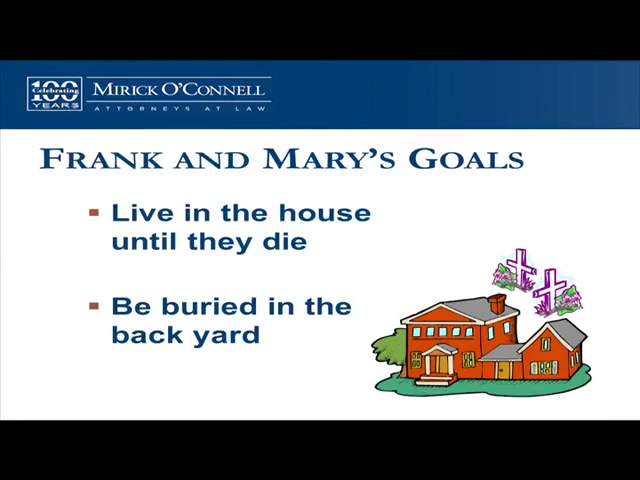 Celebrating
100
YEARS
MIRICK O'CONNELL
ATTORNEYS AT LAW
FRANK AND MARY'S GOALS
Live in the house
until they die
Be buried in the
back yard